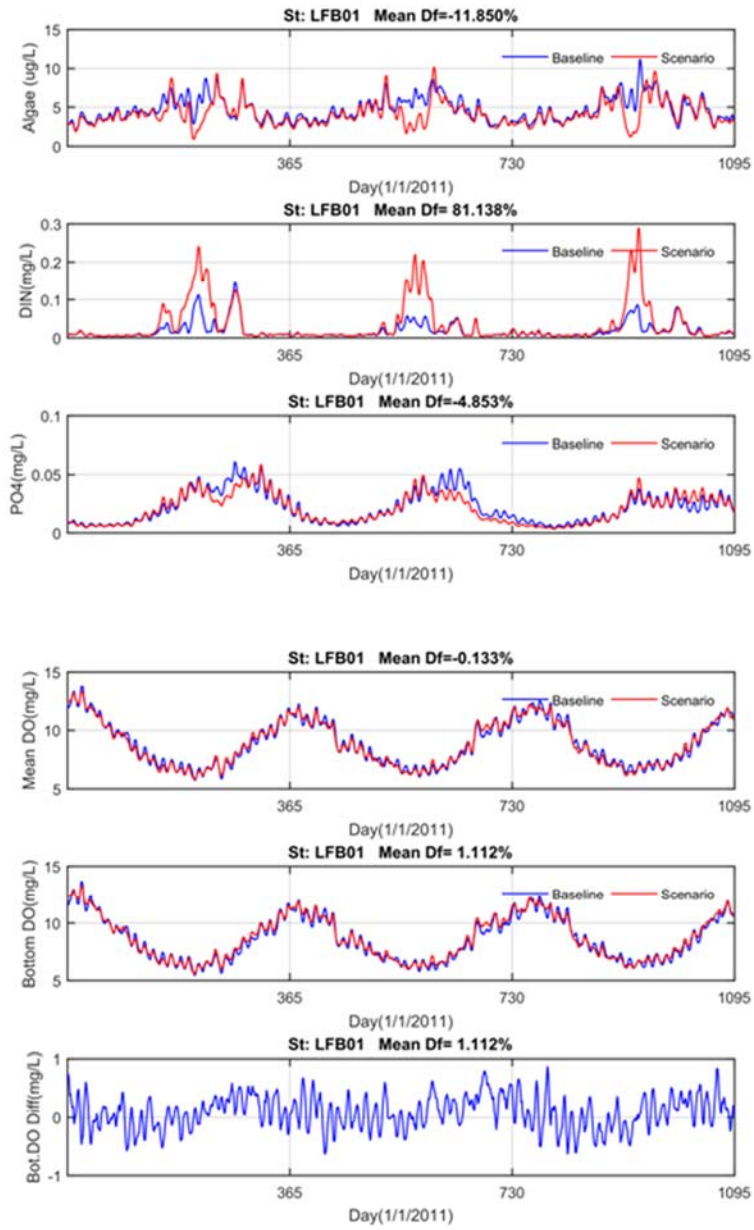 St: LFB01 Mean Df=-11.850%
15
10
5
0
Algae (ug/L)
Baseline Scenario
365 730 1095
Day(1/1/2011)
St: LFB01 Mean Df= 81.138%
0.3
0.2
0.1
0
DIN(mg/L)
Baseline Scenario
365 730 1095
Day(1/1/2011)
St: LFB01 Mean Df=-4.853%
0.1
0.05
0
PO4(mg/L)
Baseline Scenario
365 730 1095
Day(1/1/2011)
St: LFB01 Mean Df=-0.133%
15
10
5
Mean DO(mg/L)
Baseline Scenario
365 730 1095
Day(1/1/2011)
St: LFB01 Mean Df= 1.112%
15
10
5
Bottom DO(mg/L)
Baseline Scenario
365 730 1095
Day(1/1/2011)
St: LFB01 Mean Df= 1.112%
1
0
-1
Bot.DO Diff(mg/L)
365 730 1095
Day(1/1/2011)